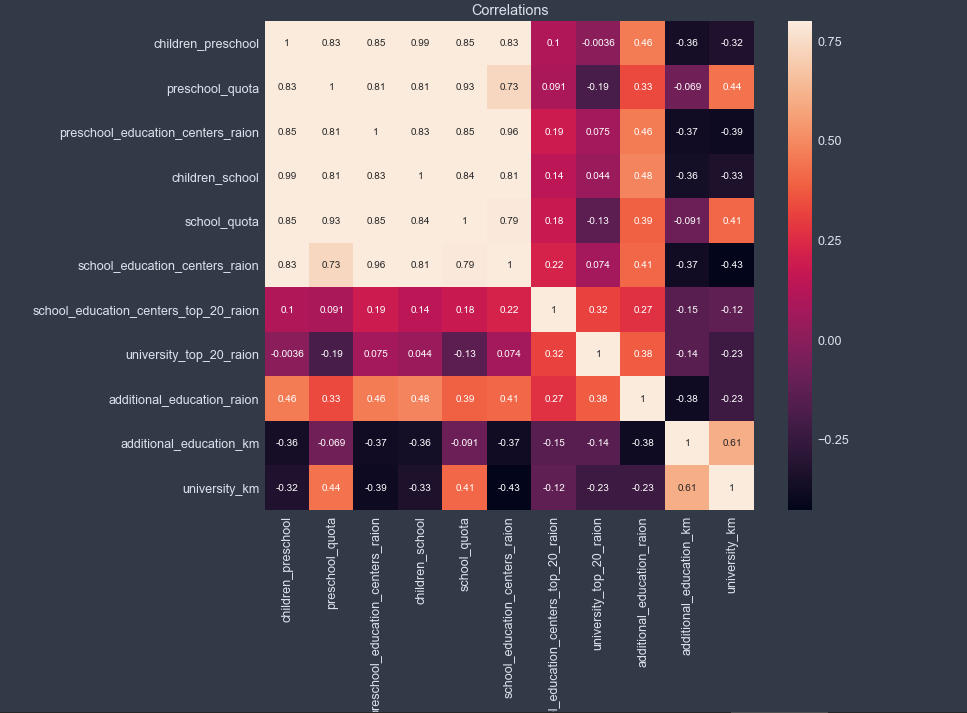 Correlations
children_preschool 1 0.83 0.85 0.99 0.85 0.83 0.1 -0.0036 0.46 -0.36 -0.32
preschool_quota 0.83 1 0.81 0.81 0.93 0.73 0.091 -0.19 0.33 -0.069 0.44
preschool_education_centers_raion 0.85 0.81 1 0.83 0.85 0.96 0.19 0.075 0.46 -0.37 -0.39
children_school 0.99 0.81 0.83 1 0.84 0.81 0.14 0.044 0.48 -0.36 -0.33
school_quota 0.85 0.93 0.85 0.84 1 0.79 0.18 -0.13 0.39 -0.091 0.41
school_education_centers_raion 0.83 0.73 0.96 0.81 0.79 1 0.22 0.074 0.41 -0.37 -0.43
school_education_centers_top_20_raion 0.1 0.091 0.19 0.14 0.18 0.22 1 0.32 0.27 -0.15 -0.12
university_top_20_raion -0.0036 -0.19 0.075 0.044 -0.13 0.074 0.32 1 0.38 -0.14 -0.23
additional_education_raion 0.46 0.33 0.46 0.48 0.39 0.41 0.27 0.38 1 -0.38 -0.23
additional_education_km -0.36 -0.069 -0.37 -0.36 -0.091 -0.37 -0.15 -0.14 -0.38 1 0.61
university_km -0.32 0.44 -0.39 -0.33 0.41 -0.43 -0.12 -0.23 -0.23 0.61 1
children_preschool
preschool_quota
reschool_education_centers_raion
children_school
school_quota
school_education_centers_raion
l_education_centers_top_20_raion
university_top_20_raion
additional_education_raion
additional_education_km
university_km
0.75
0.50
0.25
0.00
−0.25